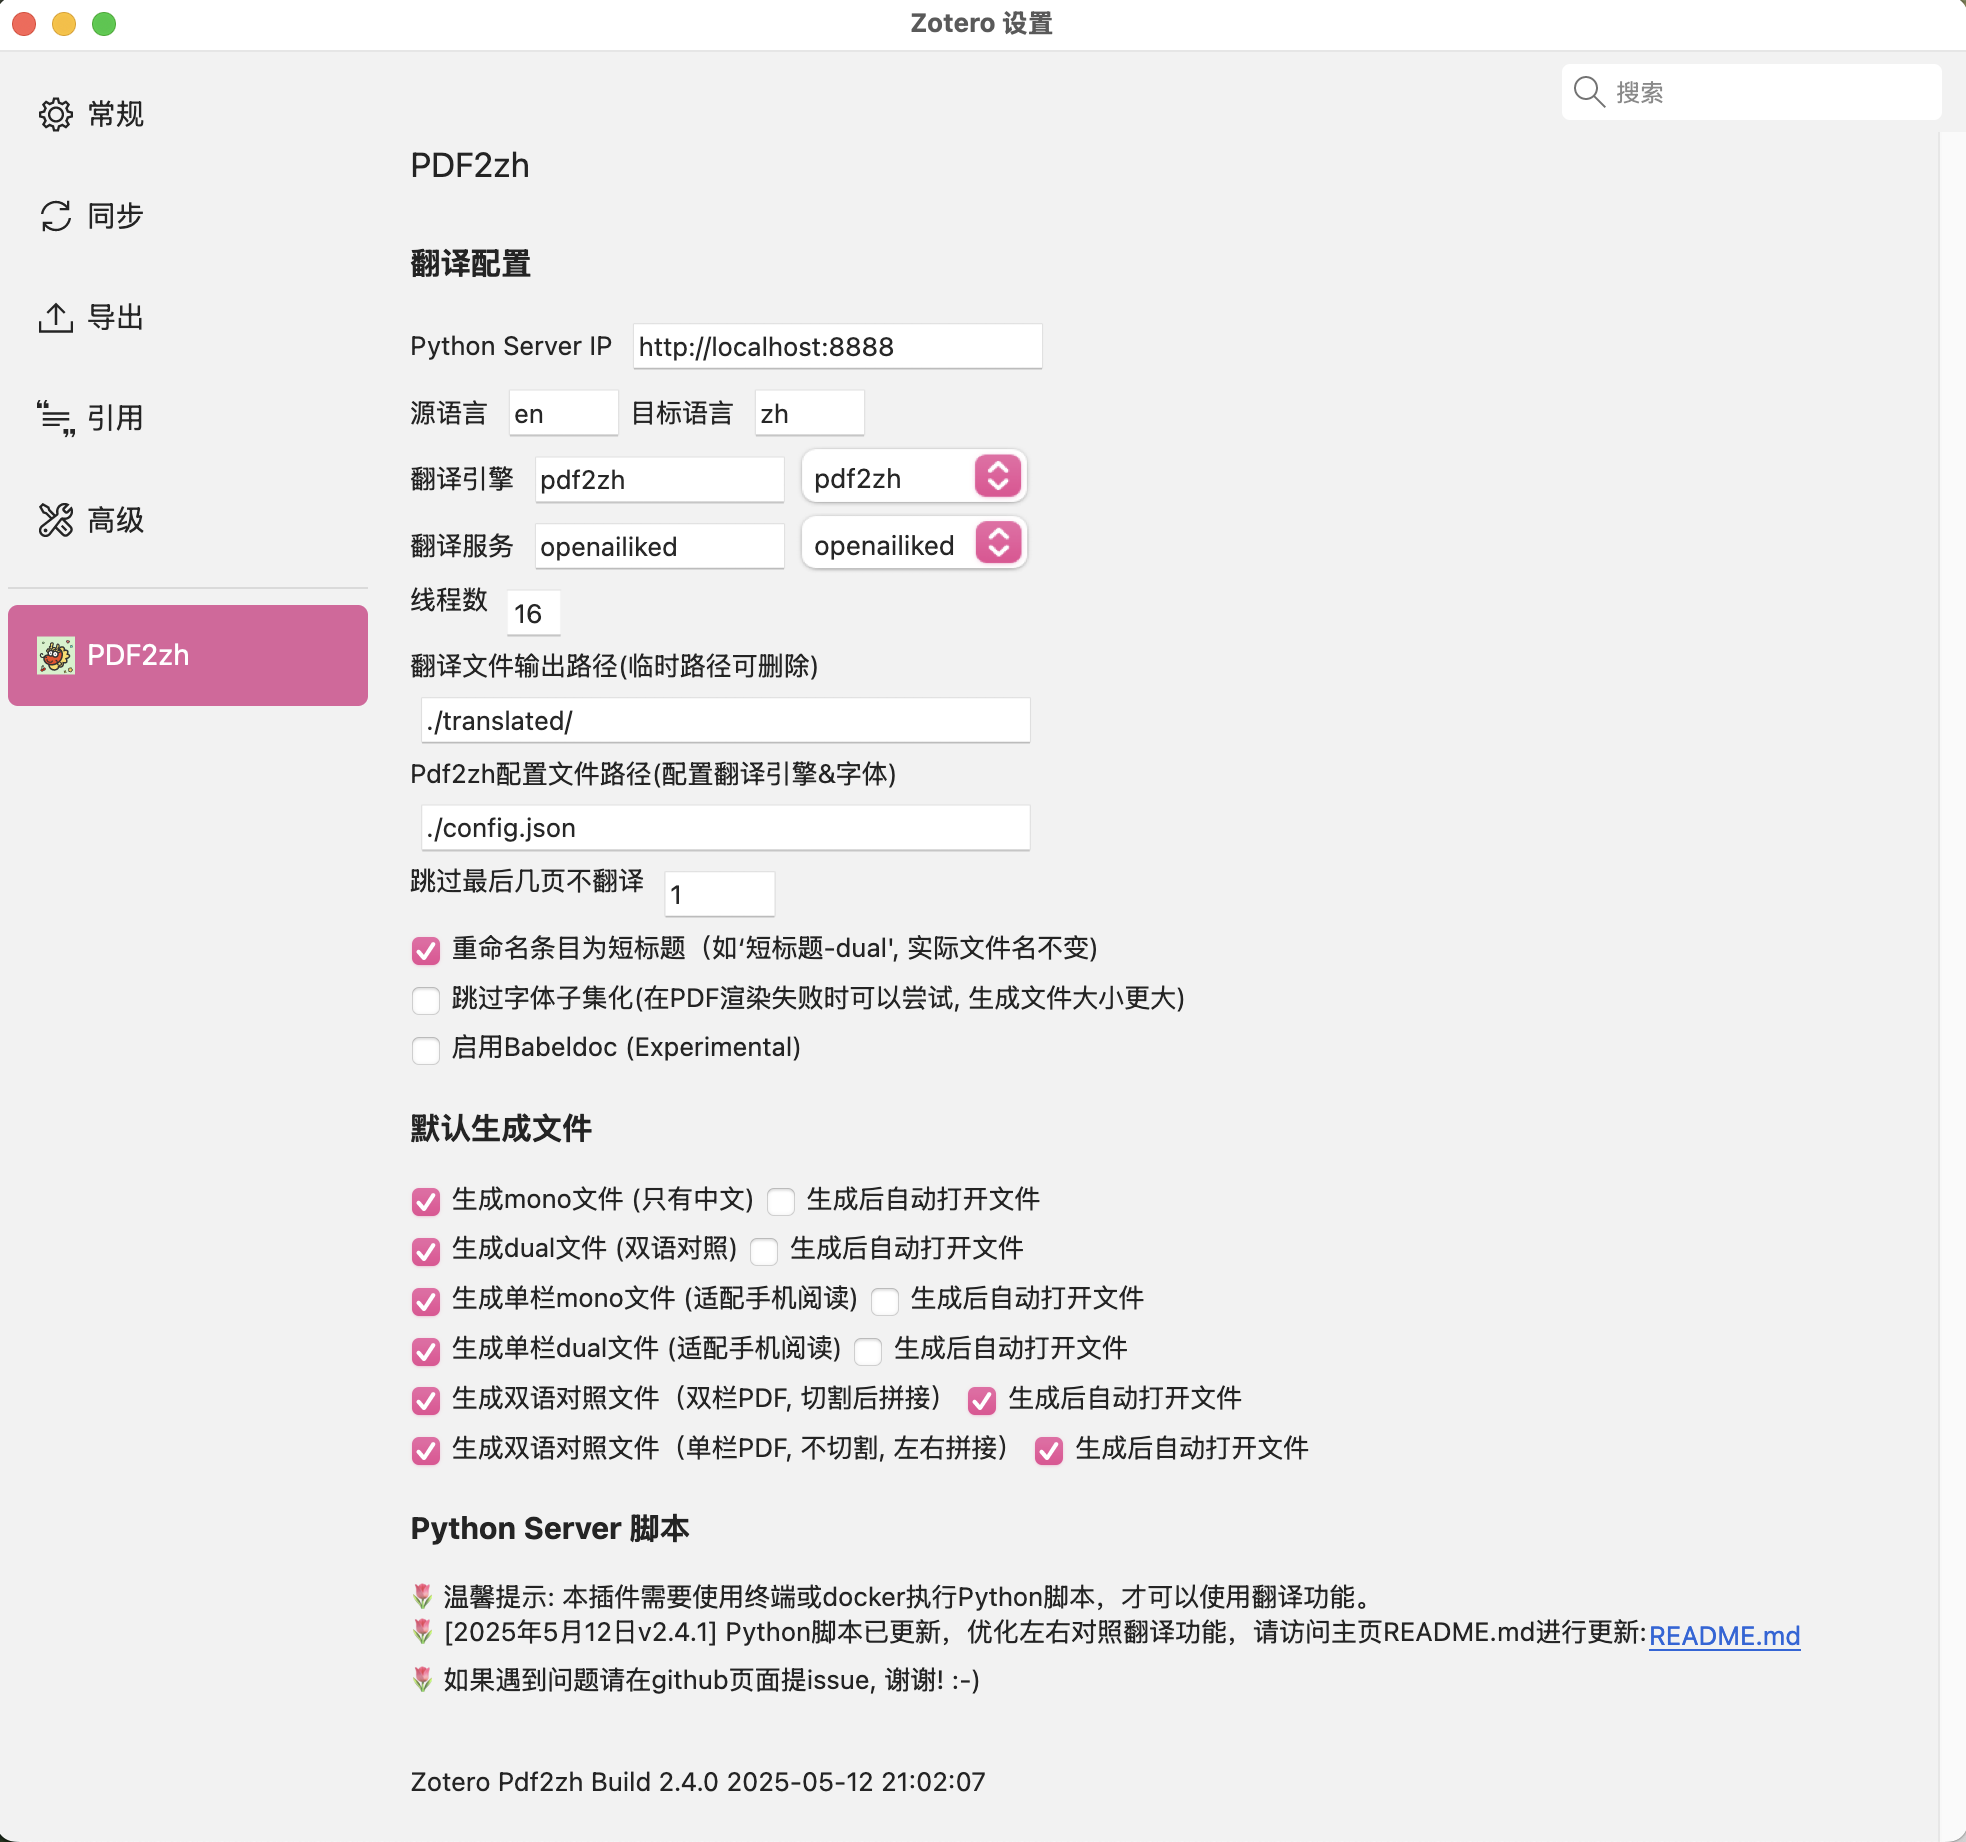 Zotero 设置
搜索
常规
同步
导出
引用
高级
PDF2zh
PDF2zh
翻译配置
Python Server IP http://localhost:8888
源语言 en 目标语言 zh
翻译引擎 pdf2zh pdf2zh
翻译服务 openailiked openailiked
线程数 16
翻译文件输出路径(临时路径可删除)
./translated/
Pdf2zh配置文件路径(配置翻译引擎&字体)
./config.json
跳过最后几页不翻译 1
重命名条目为短标题（如‘短标题-dual', 实际文件名不变)
跳过字体子集化(在PDF渲染失败时可以尝试, 生成文件大小更大)
启用Babeldoc (Experimental)
默认生成文件
生成mono文件 (只有中文) 生成后自动打开文件
生成dual文件 (双语对照) 生成后自动打开文件
生成单栏mono文件 (适配手机阅读) 生成后自动打开文件
生成单栏dual文件 (适配手机阅读) 生成后自动打开文件
生成双语对照文件（双栏PDF, 切割后拼接） 生成后自动打开文件
生成双语对照文件（单栏PDF, 不切割, 左右拼接） 生成后自动打开文件
Python Server 脚本
🌷 温馨提示: 本插件需要使用终端或docker执行Python脚本，才可以使用翻译功能。
🌷 [2025年5月12日v2.4.1] Python脚本已更新，优化左右对照翻译功能，请访问主页README.md进行更新:README.md
🌷 如果遇到问题请在github页面提issue, 谢谢! :-)
Zotero Pdf2zh Build 2.4.0 2025-05-12 21:02:07